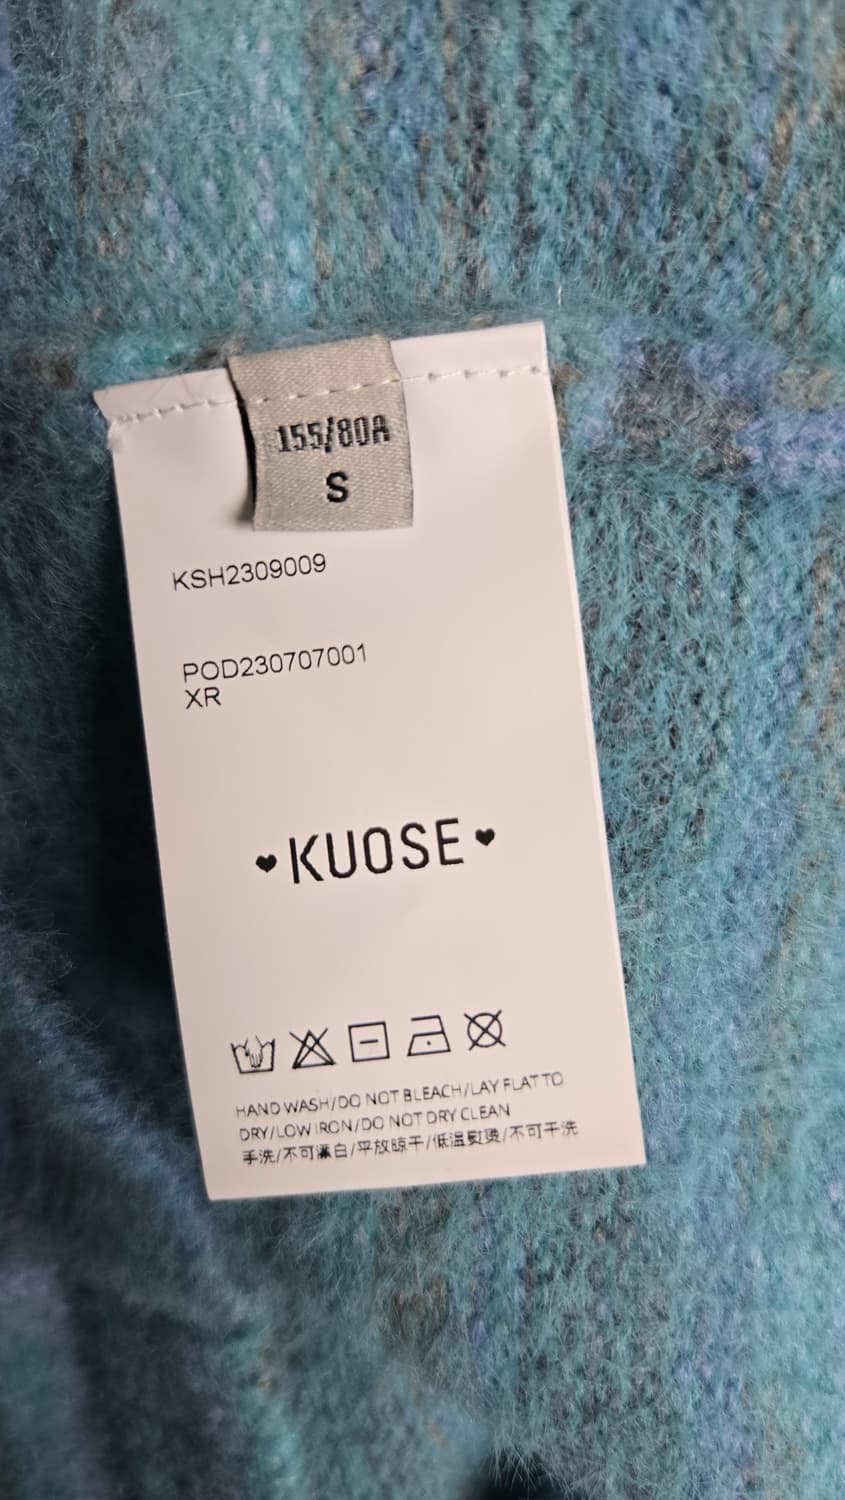 155/80A
S
KSH2309009
POD230707001
XR
♥KUOSE♥
HAND WASH/DO NOT BLEACH/LAY FLAT TO
DRY/LOW IRON/DO NOT DRY CLEAN
手洗/不可漂白/平放晾干/低温熨烫/不可干洗